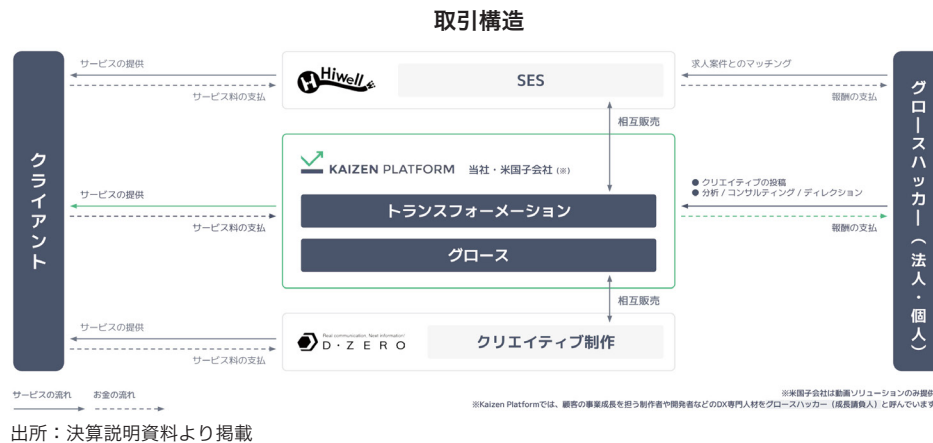 取引構造
クライアント
サービスの提供
サービス料の支払
Hiwell
SES
求人案件とのマッチング
報酬の支払
相互販売
KAIZEN PLATFORM 当社・米国子会社 (※)
サービスの提供
サービス料の支払
トランスフォーメーション
グロース
● クリエイティブの投稿
● 分析 / コンサルティング / ディレクション
報酬の支払
相互販売
サービスの提供
サービス料の支払
Real communication. Next information!
D・ZERO
クリエイティブ制作
グロースハッカー（法人・個人）
サービスの流れ お金の流れ
※米国子会社は動画ソリューションのみ提供
※Kaizen Platformでは、顧客の事業成長を担う制作者や開発者などのDX専門人材をグロースハッカー（成長請負人）と呼んでいます
出所：決算説明資料より掲載